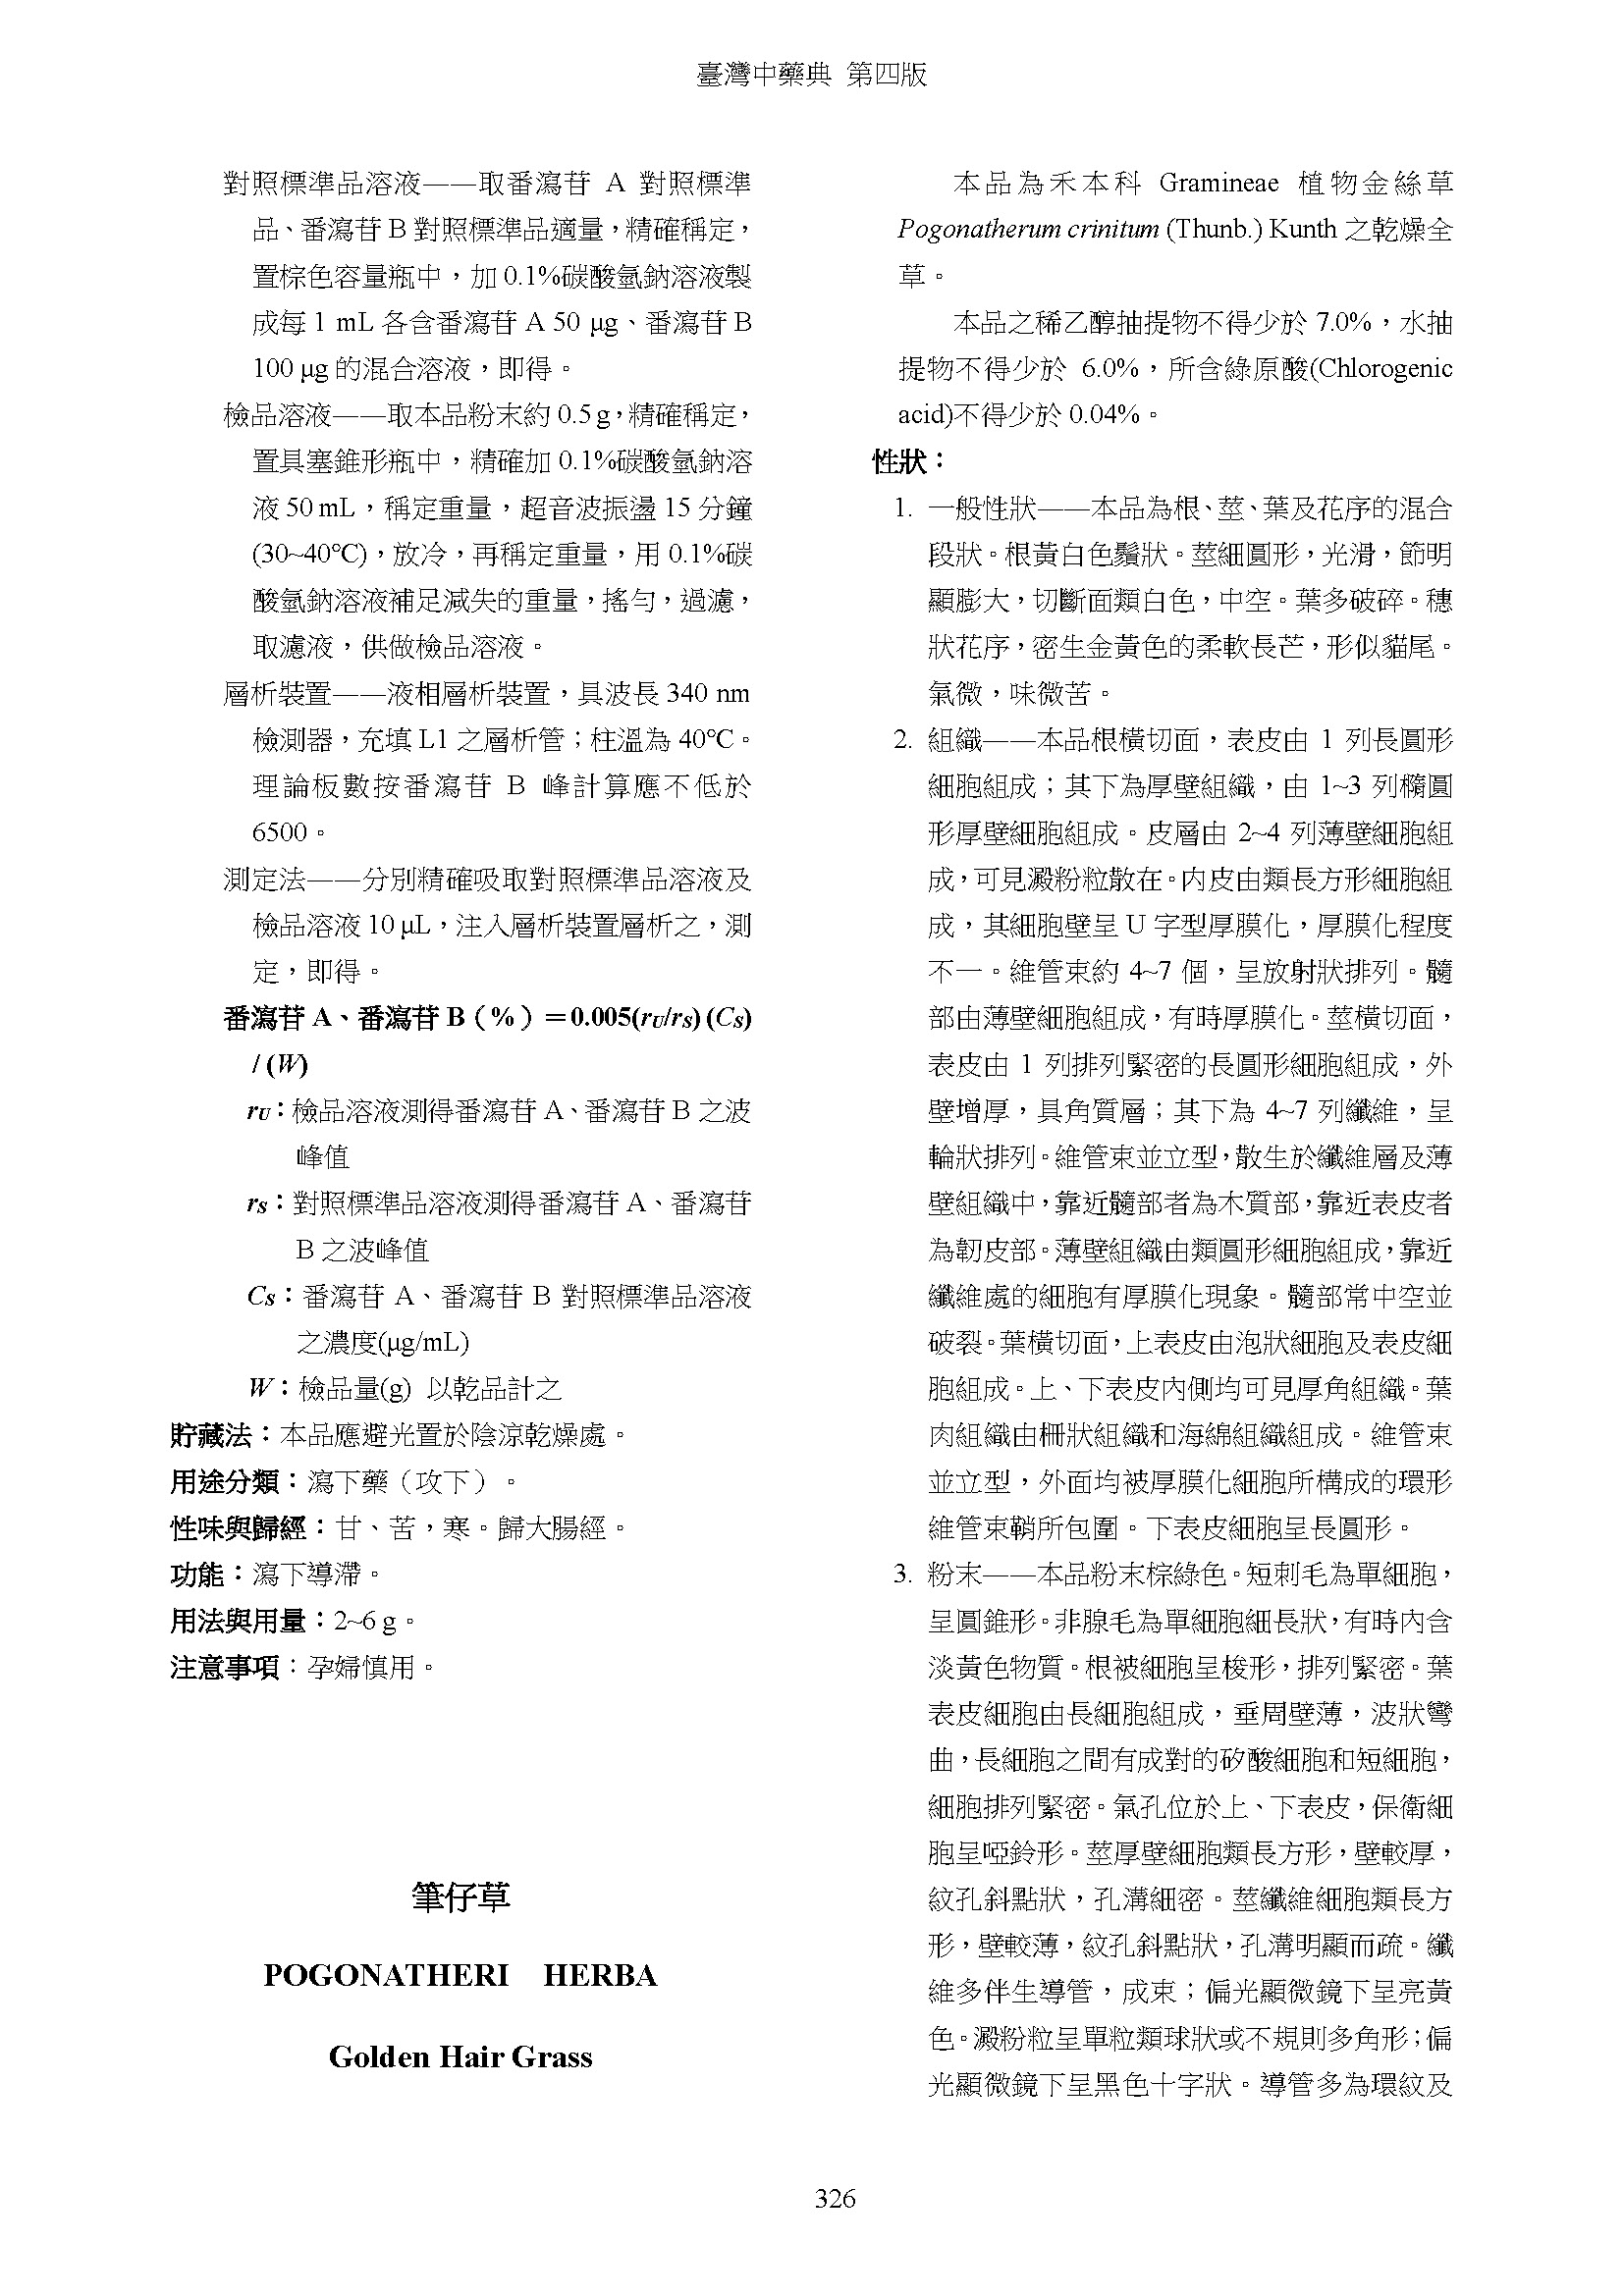 臺灣中藥典 第四版
對照標準品溶液——取番瀉苷 A 對照標準
品、番瀉苷 B 對照標準品適量,精確稱定,
置棕色容量瓶中,加 0.1%碳酸氫鈉溶液製
成每 1 mL 各含番瀉苷 A 50 μg、番瀉苷 B
100 μg 的混合溶液,即得。
檢品溶液——取本品粉末約 0.5 g,精確稱定,
置具塞錐形瓶中,精確加 0.1%碳酸氫鈉溶
液 50 mL,稱定重量,超音波振盪 15 分鐘
(30~40℃),放冷,再稱定重量,用 0.1%碳
酸氫鈉溶液補足減失的重量,搖勻,過濾,
取濾液,供做檢品溶液。
層析裝置——液相層析裝置,具波長 340 nm
檢測器,充填 L1 之層析管;柱溫為 40℃。
理論板數按番瀉苷 B 峰計算應不低於
6500。
測定法——分別精確吸取對照標準品溶液及
檢品溶液 10 μL,注入層析裝置層析之,測
定,即得。
番瀉苷 A、番瀉苷 B(%)=0.005(rU/rS) (CS)
/ (W)
rU:檢品溶液測得番瀉苷 A、番瀉苷 B 之波
峰值
rS:對照標準品溶液測得番瀉苷 A、番瀉苷
B 之波峰值
CS:番瀉苷 A、番瀉苷 B 對照標準品溶液
之濃度(μg/mL)
W:檢品量(g) 以乾品計之
貯藏法:本品應避光置於陰涼乾燥處。
用途分類:瀉下藥(攻下)。
性味與歸經:甘、苦,寒。歸大腸經。
功能:瀉下導滯。
用法與用量:2~6 g。
注意事項:孕婦慎用。
筆仔草
POGONATHERI HERBA
Golden Hair Grass
本品為禾本科 Gramineae 植物金絲草
Pogonatherum crinitum (Thunb.) Kunth 之乾燥全
草。
本品之稀乙醇抽提物不得少於 7.0%,水抽
提物不得少於 6.0%,所含綠原酸(Chlorogenic
acid)不得少於 0.04%。
性狀:
1. 一般性狀——本品為根、莖、葉及花序的混合
段狀。根黃白色鬚狀。莖細圓形,光滑,節明
顯膨大,切斷面類白色,中空。葉多破碎。穗
狀花序,密生金黃色的柔軟長芒,形似貓尾。
氣微,味微苦。
2. 組織——本品根橫切面,表皮由 1 列長圓形
細胞組成;其下為厚壁組織,由 1~3 列橢圓
形厚壁細胞組成。皮層由 2~4 列薄壁細胞組
成,可見澱粉粒散在。內皮由類長方形細胞組
成,其細胞壁呈 U 字型厚膜化,厚膜化程度
不一。維管束約 4~7 個,呈放射狀排列。髓
部由薄壁細胞組成,有時厚膜化。莖橫切面,
表皮由 1 列排列緊密的長圓形細胞組成,外
壁增厚,具角質層;其下為 4~7 列纖維,呈
輪狀排列。維管束並立型,散生於纖維層及薄
壁組織中,靠近髓部者為木質部,靠近表皮者
為韌皮部。薄壁組織由類圓形細胞組成,靠近
纖維處的細胞有厚膜化現象。髓部常中空並
破裂。葉橫切面,上表皮由泡狀細胞及表皮細
胞組成。上、下表皮內側均可見厚角組織。葉
肉組織由柵狀組織和海綿組織組成。維管束
並立型,外面均被厚膜化細胞所構成的環形
維管束鞘所包圍。下表皮細胞呈長圓形。
3. 粉末——本品粉末棕綠色。短刺毛為單細胞,
呈圓錐形。非腺毛為單細胞細長狀,有時內含
淡黃色物質。根被細胞呈梭形,排列緊密。葉
表皮細胞由長細胞組成,垂周壁薄,波狀彎
曲,長細胞之間有成對的矽酸細胞和短細胞,
細胞排列緊密。氣孔位於上、下表皮,保衛細
胞呈啞鈴形。莖厚壁細胞類長方形,壁較厚,
紋孔斜點狀,孔溝細密。莖纖維細胞類長方
形,壁較薄,紋孔斜點狀,孔溝明顯而疏。纖
維多伴生導管,成束;偏光顯微鏡下呈亮黃
色。澱粉粒呈單粒類球狀或不規則多角形;偏
光顯微鏡下呈黑色十字狀。導管多為環紋及
326